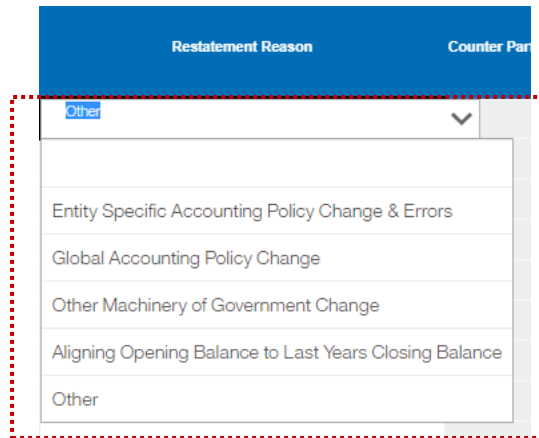 Restatement Reason Counter Par
Other
Entity Specific Accounting Policy Change & Errors
Global Accounting Policy Change
Other Machinery of Government Change
Aligning Opening Balance to Last Years Closing Balance
Other